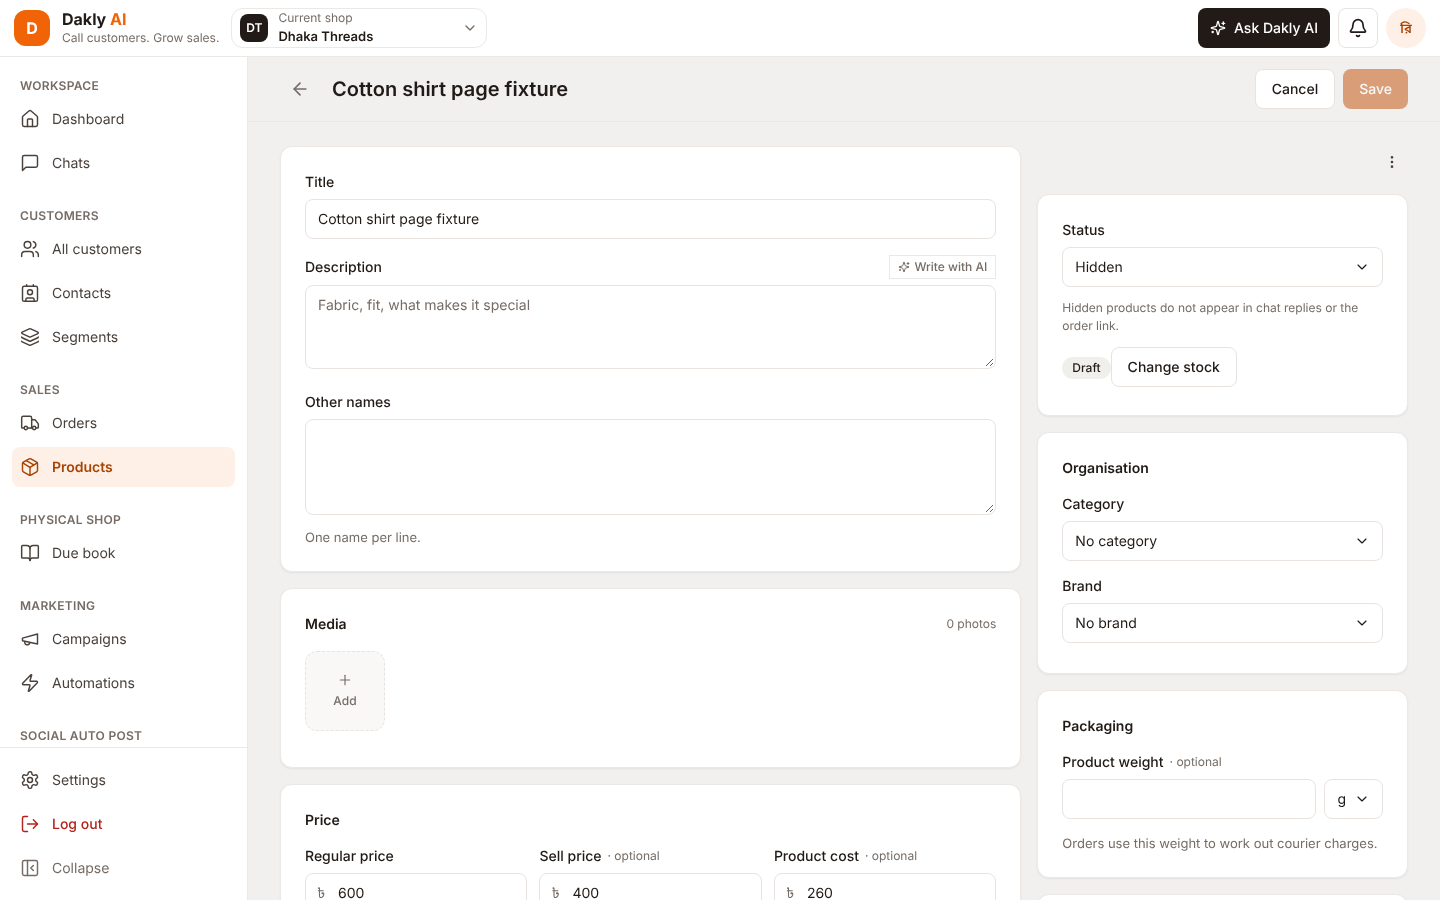 D
Dakly AI
Call customers. Grow sales.
DT
Current shop
Dhaka Threads
Ask Dakly AI
রি
WORKSPACE
Dashboard
Chats
CUSTOMERS
All customers
Contacts
Segments
SALES
Orders
Products
PHYSICAL SHOP
Due book
MARKETING
Campaigns
Automations
SOCIAL AUTO POST
Settings
Log out
Collapse
Cotton shirt page fixture
Cancel
Save
Title
Cotton shirt page fixture
Description
Write with AI
Fabric, fit, what makes it special
Other names
One name per line.
Media
0 photos
Add
Price
Regular price
Sell price · optional
Product cost · optional
৳ 600
৳ 400
৳ 260
Status
Hidden
Hidden products do not appear in chat replies or the
order link.
Draft
Change stock
Organisation
Category
No category
Brand
No brand
Packaging
Product weight · optional
g
Orders use this weight to work out courier charges.